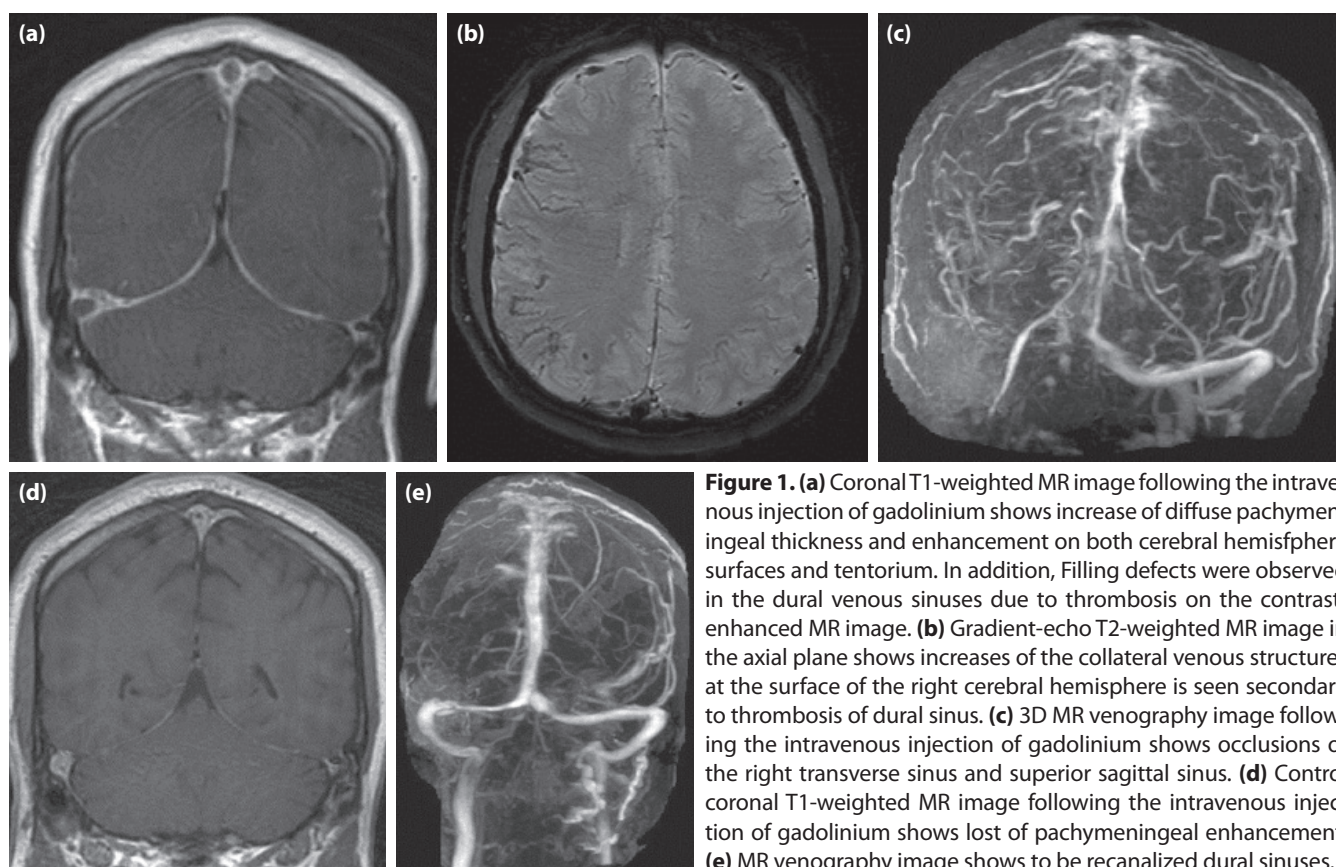 (a)
(b)
(c)
(d)
(e)
Figure 1. (a) Coronal T1-weighted MR image following the intrave
nous injection of gadolinium shows increase of diffuse pachymen
ingeal thickness and enhancement on both cerebral hemisfpher
surfaces and tentorium. In addition, Filling defects were observe
in the dural venous sinuses due to thrombosis on the contrast
enhanced MR image. (b) Gradient-echo T2-weighted MR image i
the axial plane shows increases of the collateral venous structure
at the surface of the right cerebral hemisphere is seen secondar
to thrombosis of dural sinus. (c) 3D MR venography image follow
ing the intravenous injection of gadolinium shows occlusions o
the right transverse sinus and superior sagittal sinus. (d) Contro
coronal T1-weighted MR image following the intravenous injec
tion of gadolinium shows lost of pachymeningeal enhancement
(e) MR venography image shows to be recanalized dural sinuses.